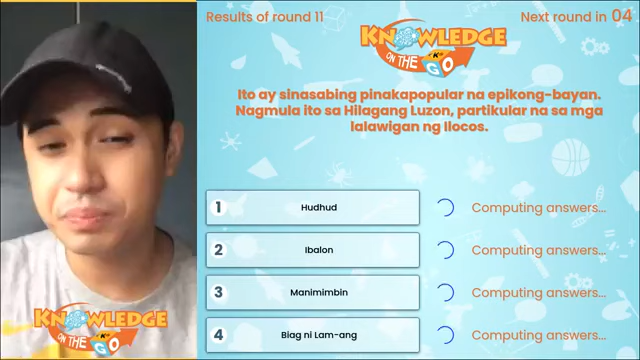 Results of round 11
Next round in 04
KNOWLEDGE
ON THE GO
Ito ay sinasabing pinakapopular na epikong-bayan.
Nagmula ito sa Hilagang Luzon, partikular na sa mga
lalawigan ng Ilocos.
1 Hudhud Computing answers...
2 Ibalon Computing answers...
3 Manimimbin Computing answers...
4 Biag ni Lam-ang Computing answers...
KNOWLEDGE
ON THE GO